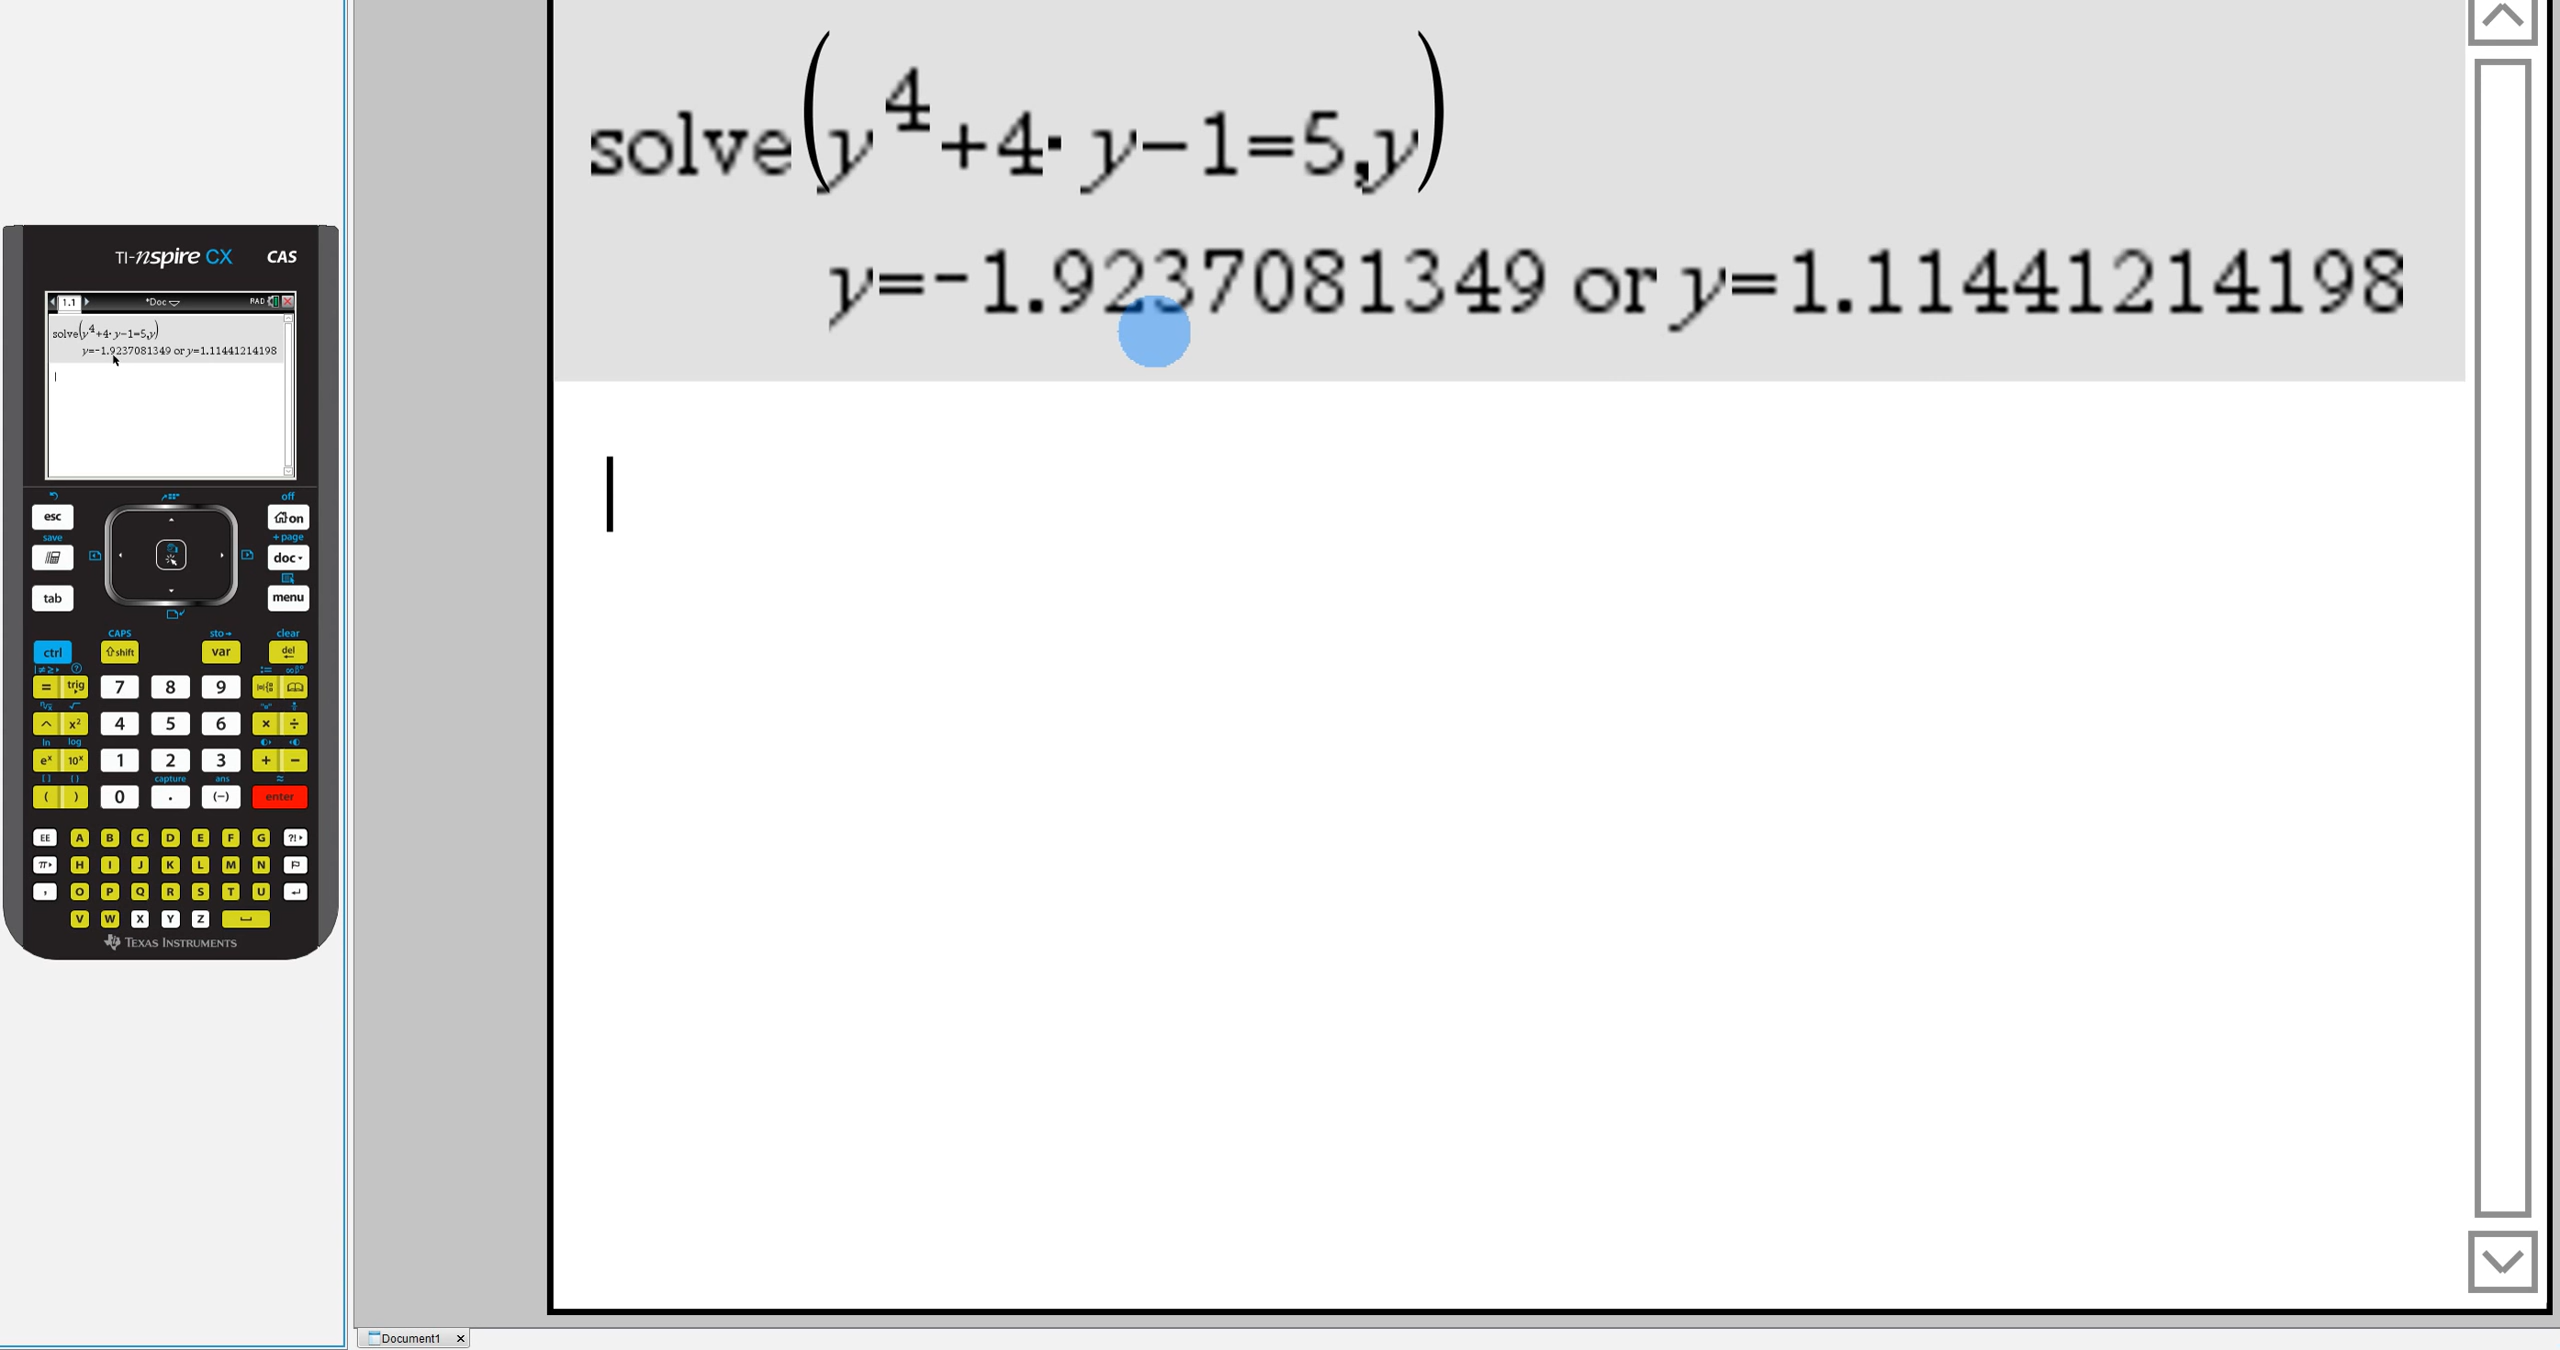 TI-nspire CX CAS
1.1 *Doc RAD
solve(y^4+4· y−1=5,y)
y=-1.9237081349 or y=1.11441214198
off
esc on
save + page
doc
tab menu
CAPS sto→ clear
ctrl ⇧shift var del
= trig 7 8 9
^ x² 4 5 6 × ÷
ln log
eˣ 10ˣ 1 2 3 + −
[ ] { } capture ans ≈
( ) 0 . (−) enter
EE A B C D E F G ?!▸
π▸ H I J K L M N
, O P Q R S T U ↵
V W X Y Z
TEXAS INSTRUMENTS
solve(y^4+4· y−1=5,y)
y=-1.9237081349 or y=1.11441214198
Document1